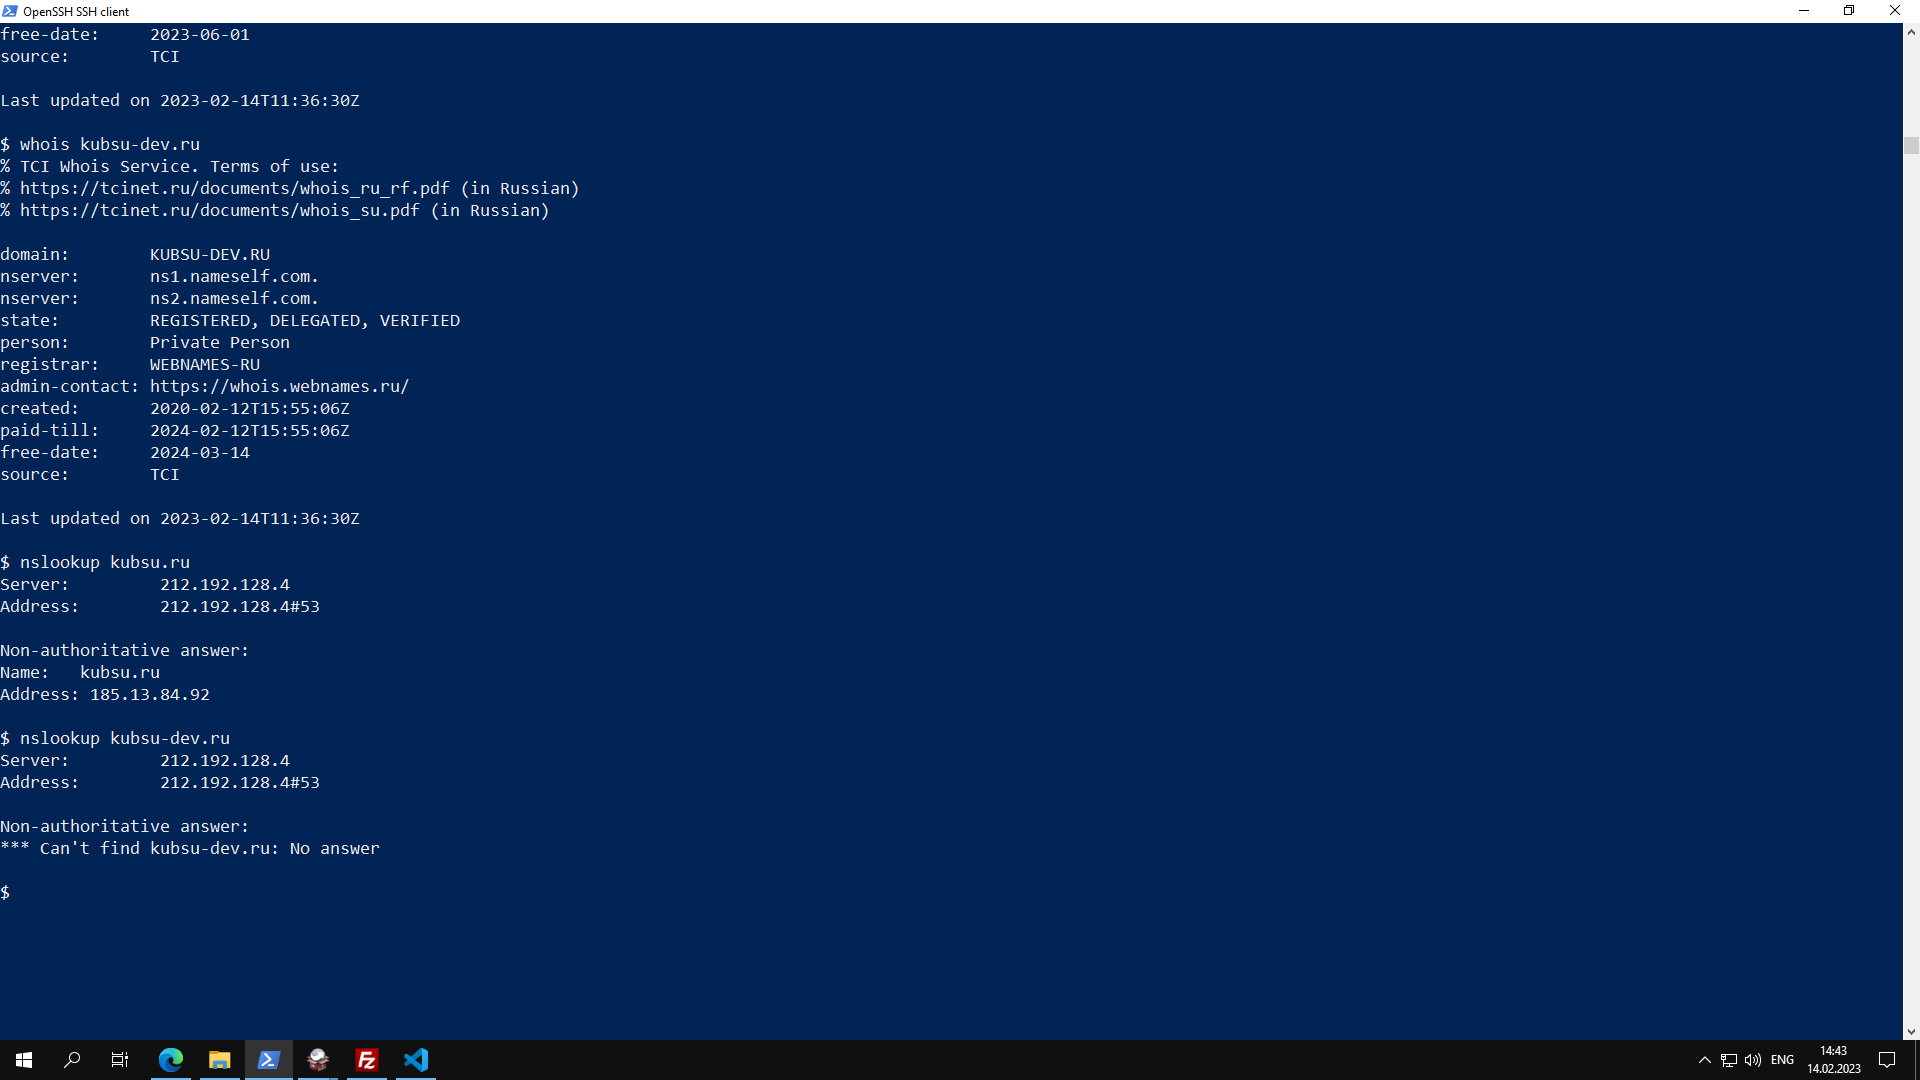 OpenSSH SSH client
free-date:     2023-06-01
source:        TCI
Last updated on 2023-02-14T11:36:30Z
$ whois kubsu-dev.ru
% TCI Whois Service. Terms of use:
% https://tcinet.ru/documents/whois_ru_rf.pdf (in Russian)
% https://tcinet.ru/documents/whois_su.pdf (in Russian)
domain:        KUBSU-DEV.RU
nserver:       ns1.nameself.com.
nserver:       ns2.nameself.com.
state:         REGISTERED, DELEGATED, VERIFIED
person:        Private Person
registrar:     WEBNAMES-RU
admin-contact: https://whois.webnames.ru/
created:       2020-02-12T15:55:06Z
paid-till:     2024-02-12T15:55:06Z
free-date:     2024-03-14
source:        TCI
Last updated on 2023-02-14T11:36:30Z
$ nslookup kubsu.ru
Server:         212.192.128.4
Address:        212.192.128.4#53
Non-authoritative answer:
Name:   kubsu.ru
Address: 185.13.84.92
$ nslookup kubsu-dev.ru
Server:         212.192.128.4
Address:        212.192.128.4#53
Non-authoritative answer:
*** Can't find kubsu-dev.ru: No answer
$
ENG
14:43
14.02.2023